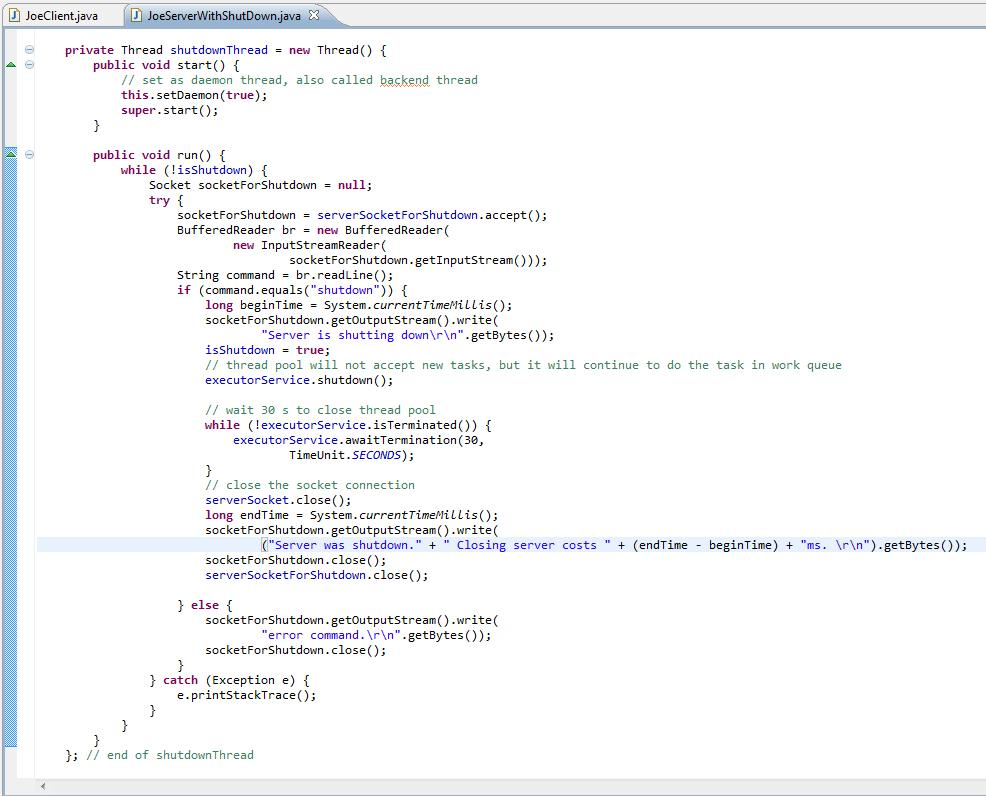 JoeClient.java JoeServerWithShutDown.java
private Thread shutdownThread = new Thread() {
public void start() {
// set as daemon thread, also called backend thread
this.setDaemon(true);
super.start();
}
public void run() {
while (!isShutdown) {
Socket socketForShutdown = null;
try {
socketForShutdown = serverSocketForShutdown.accept();
BufferedReader br = new BufferedReader(
new InputStreamReader(
socketForShutdown.getInputStream()));
String command = br.readLine();
if (command.equals("shutdown")) {
long beginTime = System.currentTimeMillis();
socketForShutdown.getOutputStream().write(
"Server is shutting down\r\n".getBytes());
isShutdown = true;
// thread pool will not accept new tasks, but it will continue to do the task in work queue
executorService.shutdown();
// wait 30 s to close thread pool
while (!executorService.isTerminated()) {
executorService.awaitTermination(30,
TimeUnit.SECONDS);
}
// close the socket connection
serverSocket.close();
long endTime = System.currentTimeMillis();
socketForShutdown.getOutputStream().write(
("Server was shutdown." + " Closing server costs " + (endTime - beginTime) + "ms. \r\n").getBytes());
socketForShutdown.close();
serverSocketForShutdown.close();
} else {
socketForShutdown.getOutputStream().write(
"error command.\r\n".getBytes());
socketForShutdown.close();
}
} catch (Exception e) {
e.printStackTrace();
}
}
}
}; // end of shutdownThread